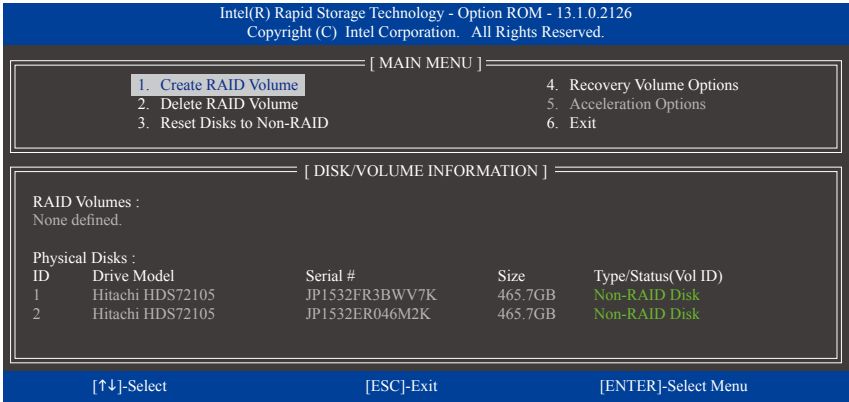 Intel(R) Rapid Storage Technology - Option ROM - 13.1.0.2126
Copyright (C) Intel Corporation. All Rights Reserved.
[ MAIN MENU ]
1. Create RAID Volume
2. Delete RAID Volume
3. Reset Disks to Non-RAID
4. Recovery Volume Options
5. Acceleration Options
6. Exit
[ DISK/VOLUME INFORMATION ]
RAID Volumes :
None defined.
Physical Disks :
ID Drive Model Serial # Size Type/Status(Vol ID)
1 Hitachi HDS72105 JP1532FR3BWV7K 465.7GB Non-RAID Disk
2 Hitachi HDS72105 JP1532ER046M2K 465.7GB Non-RAID Disk
[↑↓]-Select [ESC]-Exit [ENTER]-Select Menu